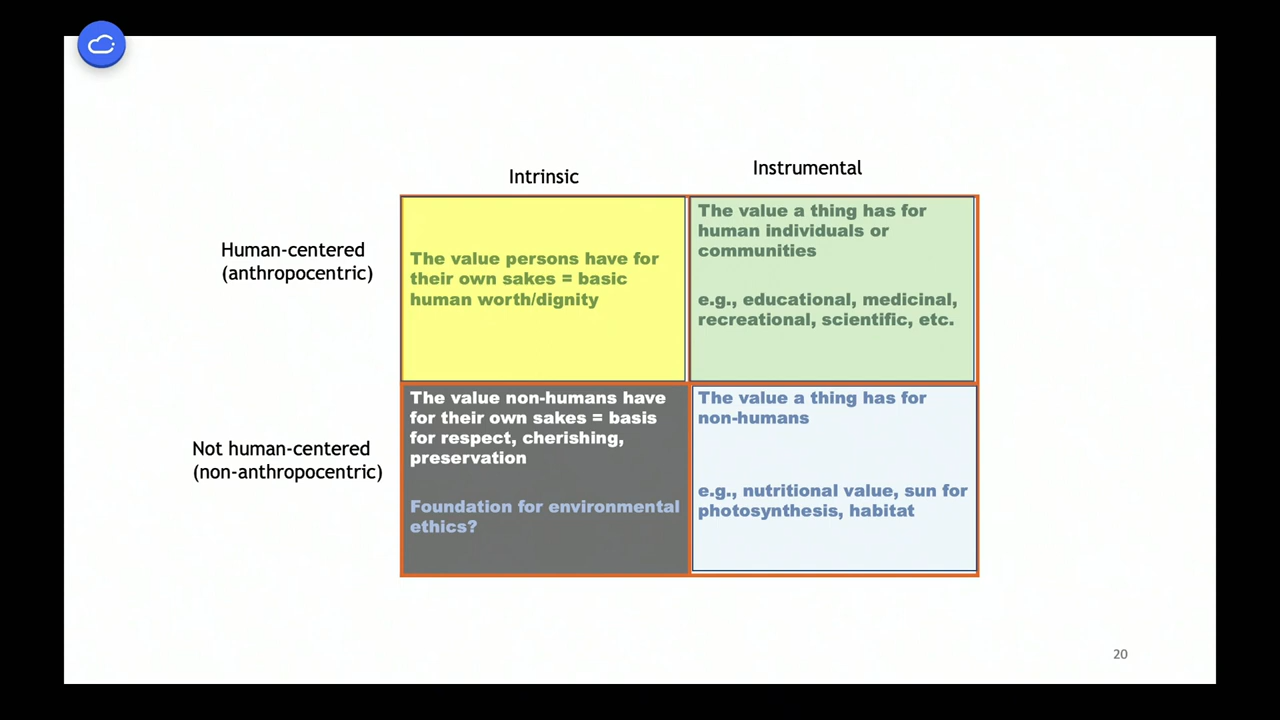 Intrinsic
Instrumental
Human-centered
(anthropocentric)
The value persons have for
their own sakes = basic
human worth/dignity
The value a thing has for
human individuals or
communities
e.g., educational, medicinal,
recreational, scientific, etc.
Not human-centered
(non-anthropocentric)
The value non-humans have
for their own sakes = basis
for respect, cherishing,
preservation
Foundation for environmental
ethics?
The value a thing has for
non-humans
e.g., nutritional value, sun for
photosynthesis, habitat
20